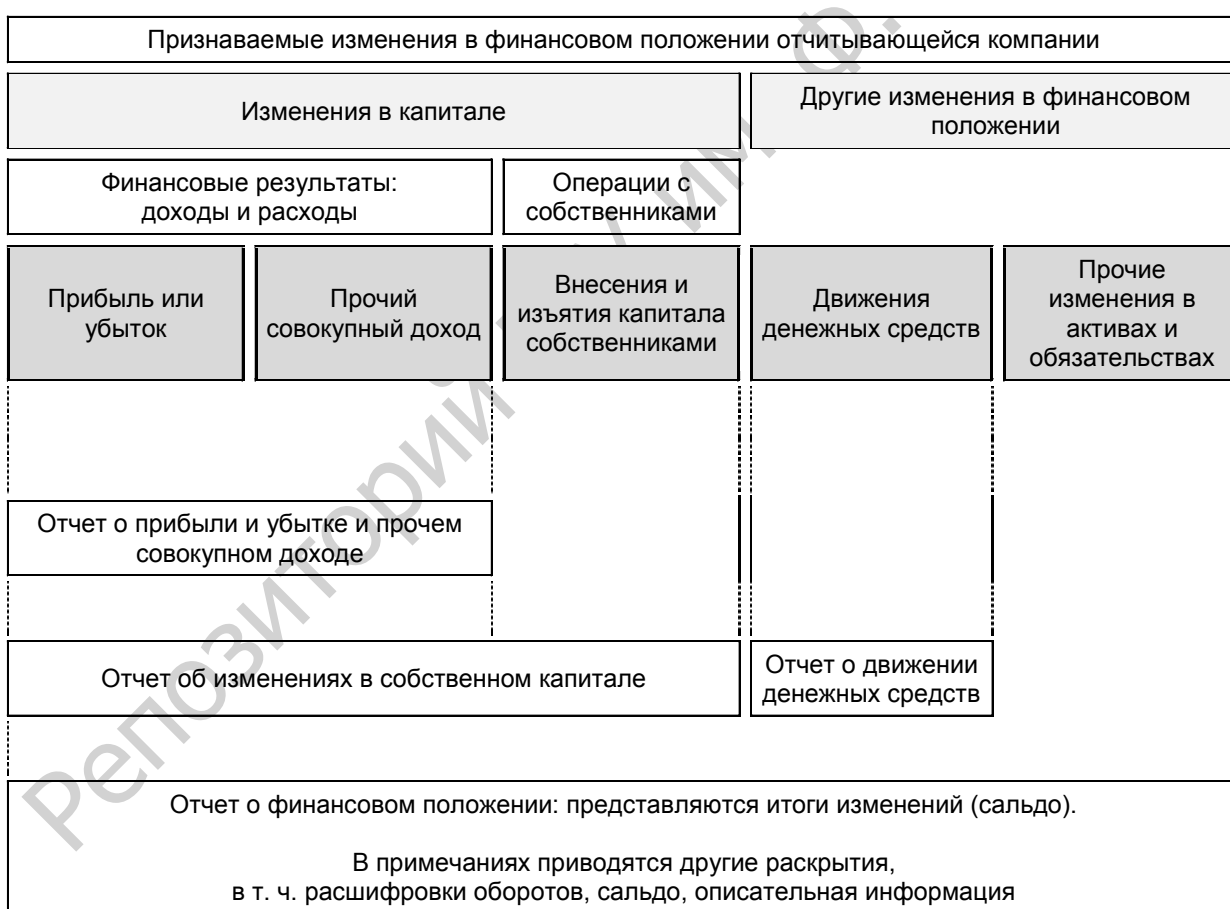 Признаваемые изменения в финансовом положении отчитывающейся компании
Изменения в капитале
Другие изменения в финансовом
положении
Финансовые результаты:
доходы и расходы
Операции с
собственниками
Прибыль или
убыток
Прочий
совокупный доход
Внесения и
изъятия капитала
собственниками
Движения
денежных средств
Прочие
изменения в
активах и
обязательствах
Отчет о прибыли и убытке и прочем
совокупном доходе
Отчет об изменениях в собственном капитале
Отчет о движении
денежных средств
Отчет о финансовом положении: представляются итоги изменений (сальдо).
В примечаниях приводятся другие раскрытия,
в т. ч. расшифровки оборотов, сальдо, описательная информация
Репозиторий им. Ф.